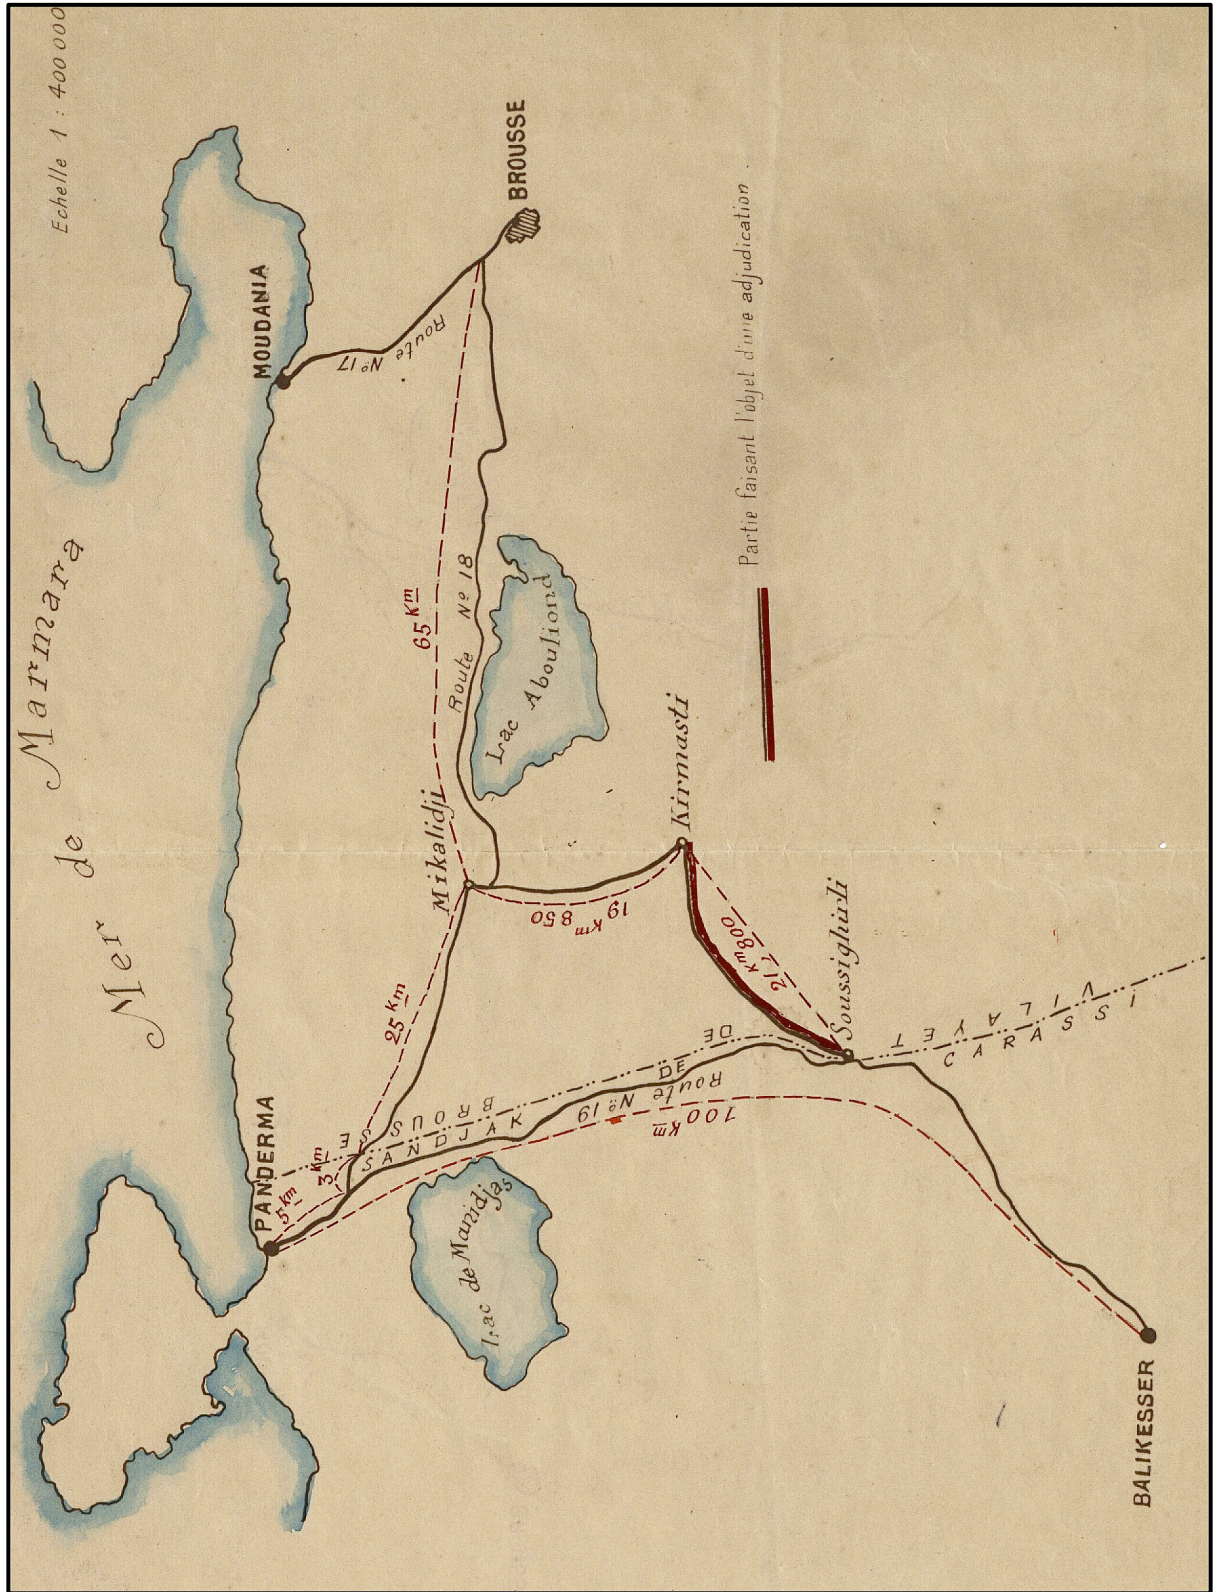 Echelle 1 : 400000
Mer de Marmara
MOUDANIA
BROUSSE
Route Nº 17
65 Km
Route Nº 18
Lac Abouliond
Mikalidji
Kirmasti
19 Km 850
21 Km 800
Soussighirli
25 Km
PANDERMA
5 Km
3 Km
SANDJAK DE
BROUSSE
DE
Route Nº 19
100 Km
VILAYET
CARASSI
Lac de Manidjas
BALIKESSER
Partie faisant l'objet d'une adjudication.